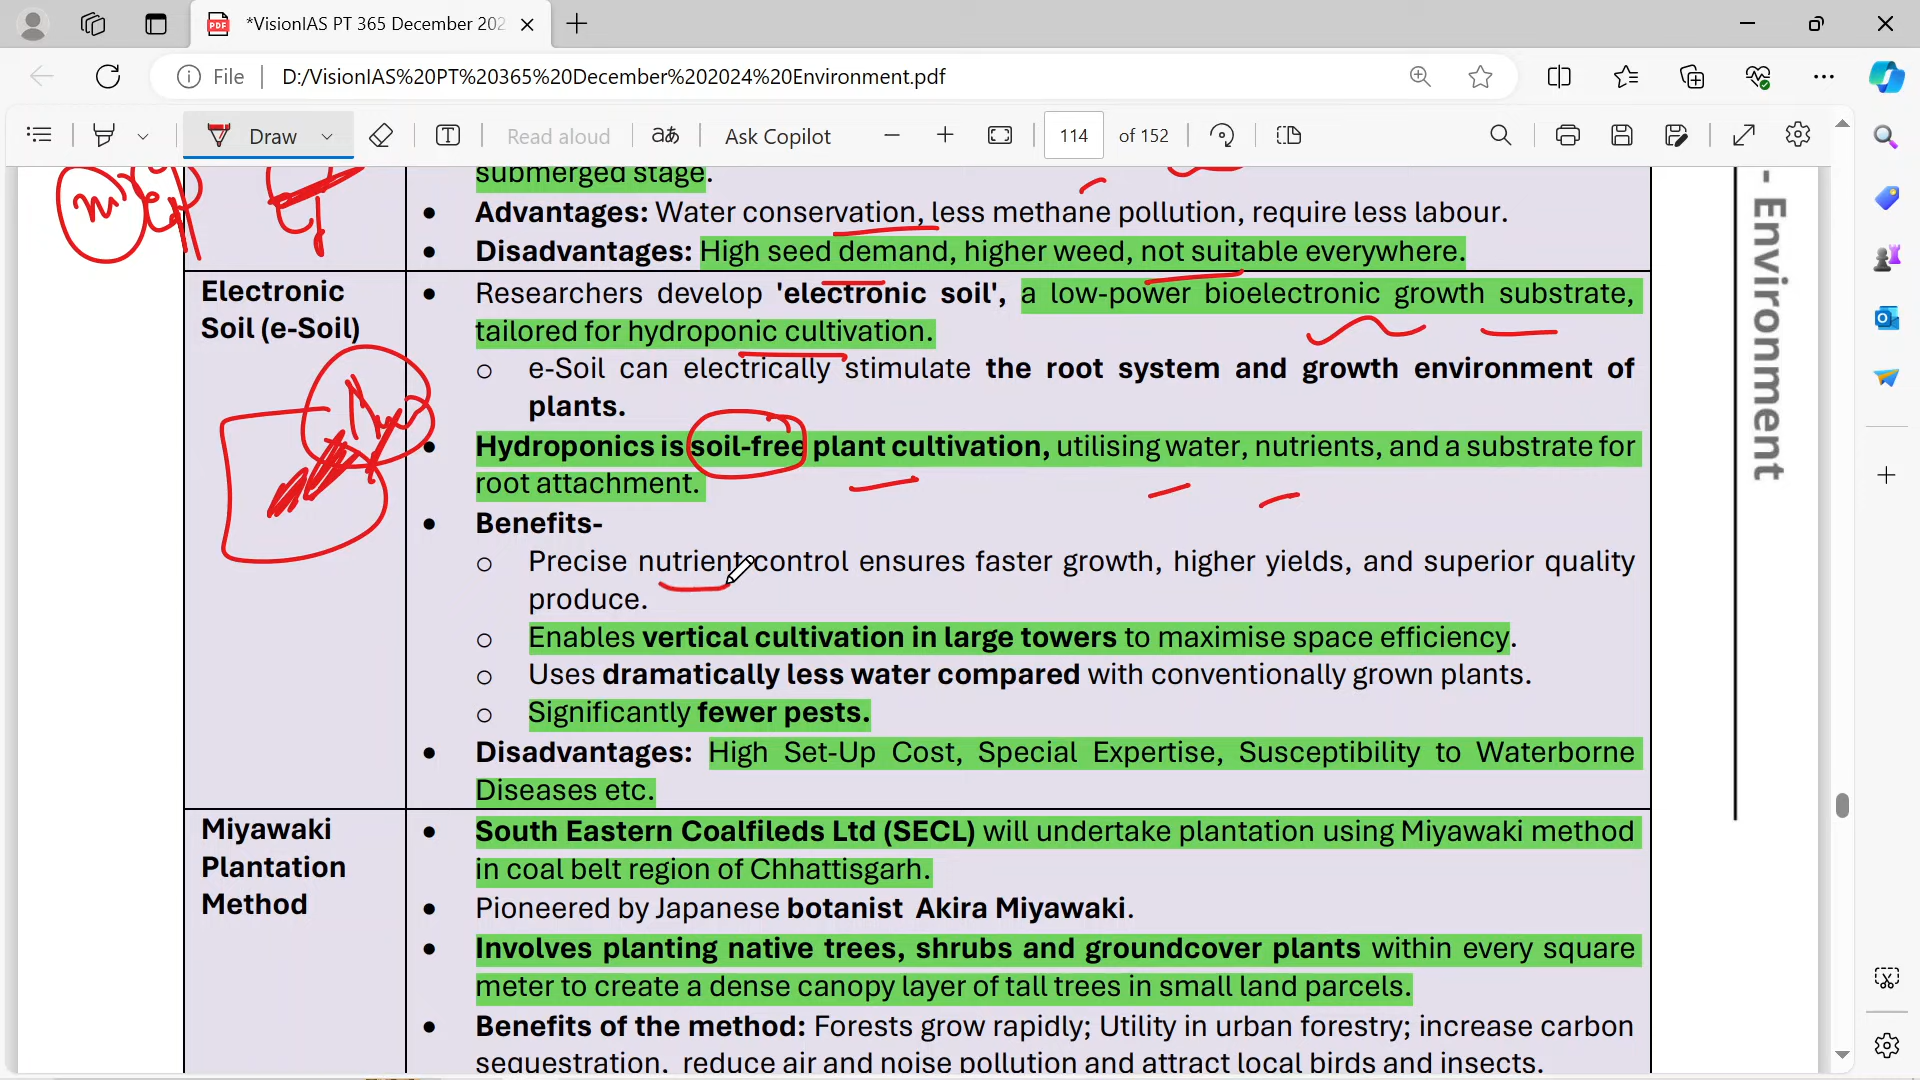 *VisionIAS PT 365 December 202
File
D:/VisionIAS%20PT%20365%20December%202024%20Environment.pdf
Draw
Read aloud
aあ
Ask Copilot
114
of 152
submerged stage.
• Advantages: Water conservation, less methane pollution, require less labour.
• Disadvantages: High seed demand, higher weed, not suitable everywhere.
Electronic
Soil (e-Soil)
• Researchers develop 'electronic soil', a low-power bioelectronic growth substrate,
tailored for hydroponic cultivation.
o e-Soil can electrically stimulate the root system and growth environment of
plants.
• Hydroponics is soil-free plant cultivation, utilising water, nutrients, and a substrate for
root attachment.
• Benefits-
o Precise nutrient control ensures faster growth, higher yields, and superior quality
produce.
o Enables vertical cultivation in large towers to maximise space efficiency.
o Uses dramatically less water compared with conventionally grown plants.
o Significantly fewer pests.
• Disadvantages: High Set-Up Cost, Special Expertise, Susceptibility to Waterborne
Diseases etc.
Miyawaki
Plantation
Method
• South Eastern Coalfileds Ltd (SECL) will undertake plantation using Miyawaki method
in coal belt region of Chhattisgarh.
• Pioneered by Japanese botanist Akira Miyawaki.
• Involves planting native trees, shrubs and groundcover plants within every square
meter to create a dense canopy layer of tall trees in small land parcels.
• Benefits of the method: Forests grow rapidly; Utility in urban forestry; increase carbon
sequestration, reduce air and noise pollution and attract local birds and insects.
- Environment